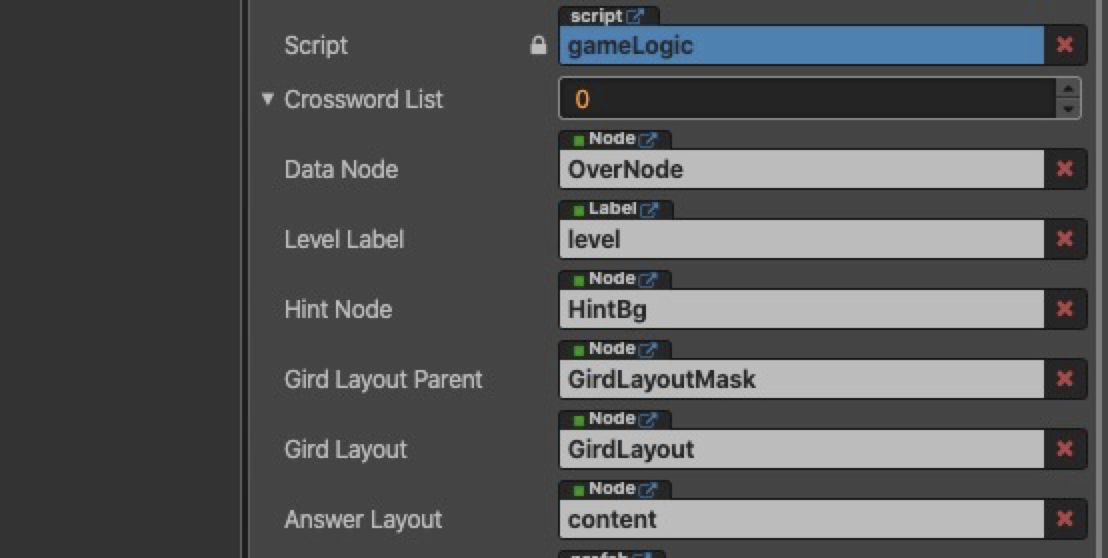 script
Script gameLogic
Crossword List 0
Node
Data Node OverNode
Label
Level Label level
Node
Hint Node HintBg
Node
Gird Layout Parent GirdLayoutMask
Node
Gird Layout GirdLayout
Node
Answer Layout content
prefab